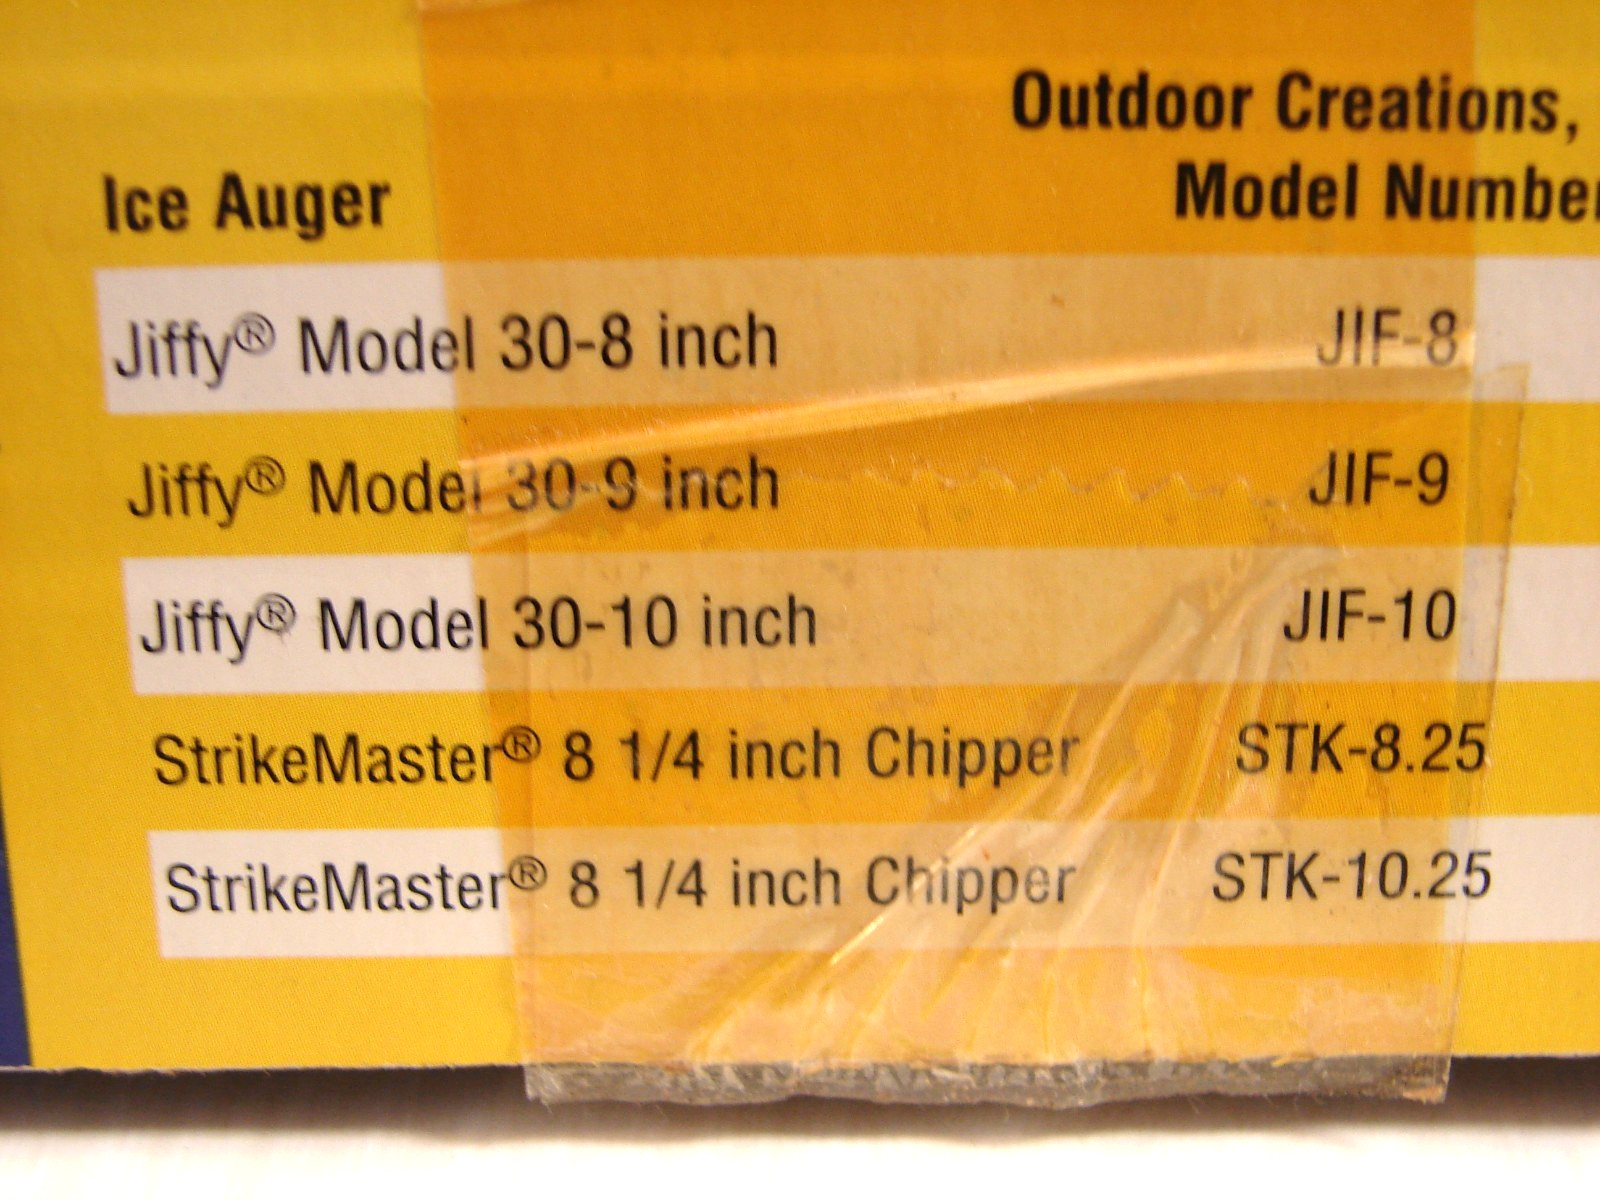 Outdoor Creations,
Ice Auger Model Number
Jiffy® Model 30-8 inch JIF-8
Jiffy® Model 30-9 inch JIF-9
Jiffy® Model 30-10 inch JIF-10
StrikeMaster® 8 1/4 inch Chipper STK-8.25
StrikeMaster® 8 1/4 inch Chipper STK-10.25